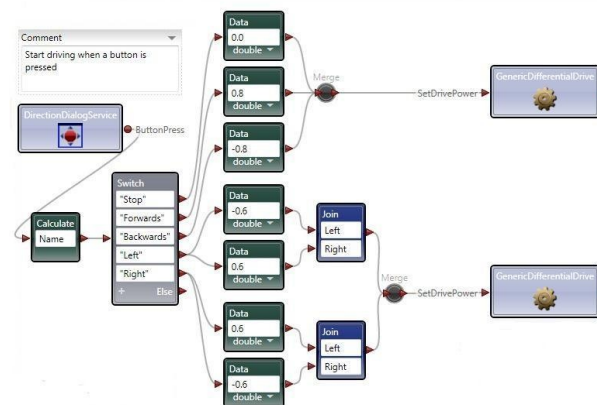 Comment
Start driving when a button is
pressed
DirectionDialogService
ButtonPress
Calculate
Name
Switch
"Stop"
"Forwards"
"Backwards"
"Left"
"Right"
+ Else
Data
0.0
double
Data
0.8
double
Data
-0.8
double
Data
-0.6
double
Data
0.6
double
Data
0.6
double
Data
-0.6
double
Merge
SetDrivePower
GenericDifferentialDrive
Join
Left
Right
Join
Left
Right
Merge
SetDrivePower
GenericDifferentialDrive